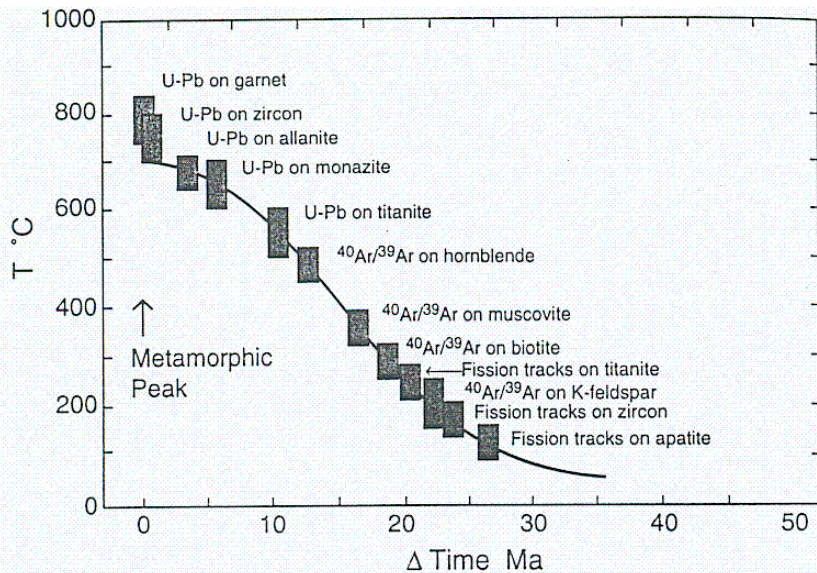 1000
800
600
400
200
0
T °C
U-Pb on garnet
U-Pb on zircon
U-Pb on allanite
U-Pb on monazite
U-Pb on titanite
40Ar/39Ar on hornblende
40Ar/39Ar on muscovite
40Ar/39Ar on biotite
Fission tracks on titanite
40Ar/39Ar on K-feldspar
Fission tracks on zircon
Fission tracks on apatite
Metamorphic
Peak
0 10 20 30 40 50
Δ Time Ma